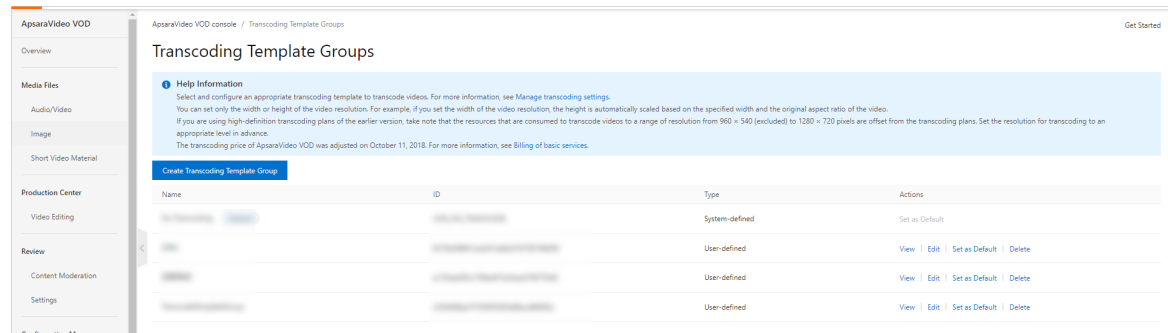 ApsaraVideo VOD
Overview
Media Files
Audio/Video
Image
Short Video Material
Production Center
Video Editing
Review
Content Moderation
Settings
ApsaraVideo VOD console / Transcoding Template Groups
Get Started
Transcoding Template Groups
Help Information
Select and configure an appropriate transcoding template to transcode videos. For more information, see Manage transcoding settings.
You can set only the width or height of the video resolution. For example, if you set the width of the video resolution, the height is automatically scaled based on the specified width and the original aspect ratio of the video.
If you are using high-definition transcoding plans of the earlier version, take note that the resources that are consumed to transcode videos to a range of resolution from 960 × 540 (excluded) to 1280 × 720 pixels are offset from the transcoding plans. Set the resolution for transcoding to an
appropriate level in advance.
The transcoding price of ApsaraVideo VOD was adjusted on October 11, 2018. For more information, see Billing of basic services.
Create Transcoding Template Group
Name ID Type Actions
System-defined Set as Default
User-defined View | Edit | Set as Default | Delete
User-defined View | Edit | Set as Default | Delete
User-defined View | Edit | Set as Default | Delete